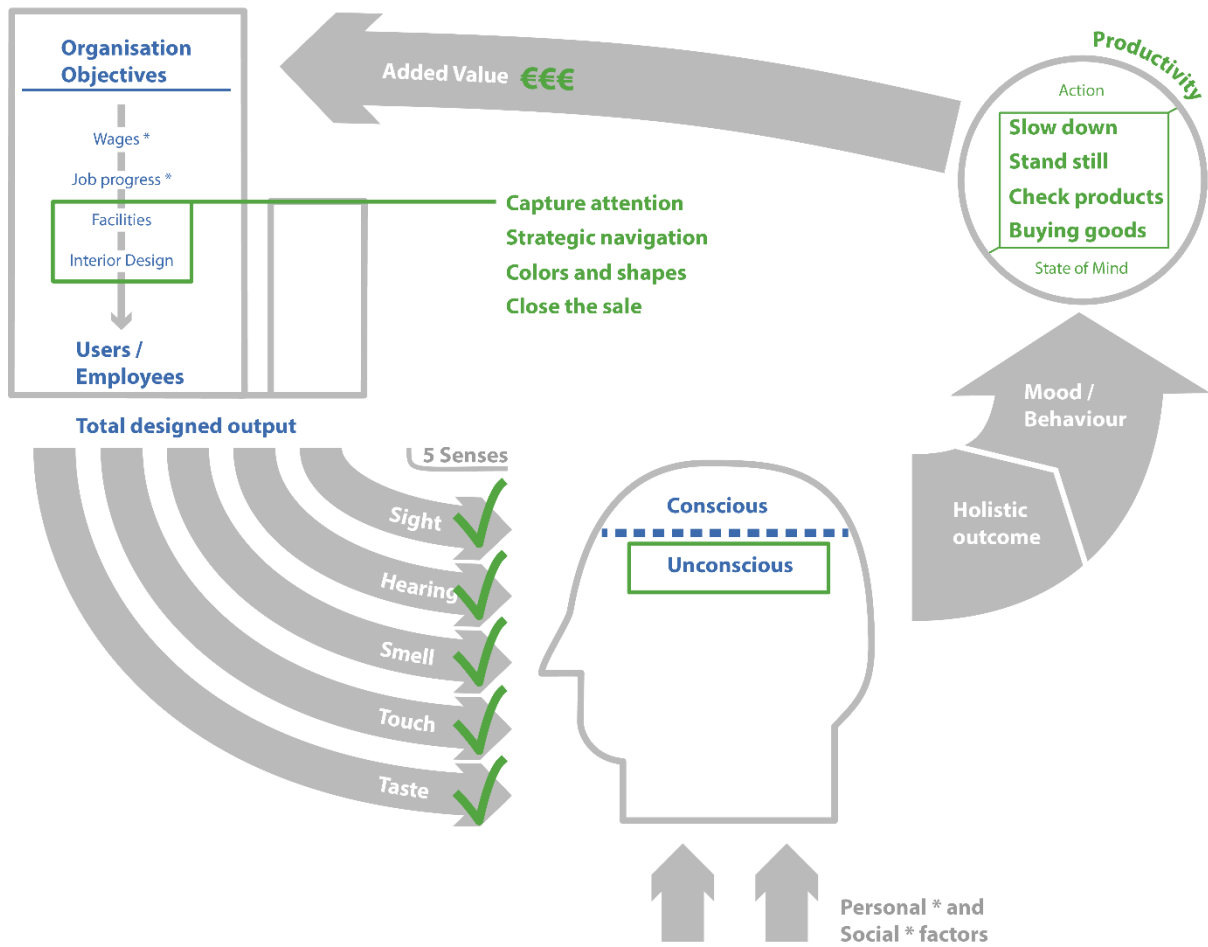 Organisation
Objectives
Wages *
Job progress *
Facilities
Interior Design
Users /
Employees
Total designed output
Added Value €€€
Capture attention
Strategic navigation
Colors and shapes
Close the sale
Productivity
Action
Slow down
Stand still
Check products
Buying goods
State of Mind
Mood /
Behaviour
Holistic
outcome
5 Senses
Sight
Hearing
Smell
Touch
Taste
Conscious
Unconscious
Personal * and
Social * factors